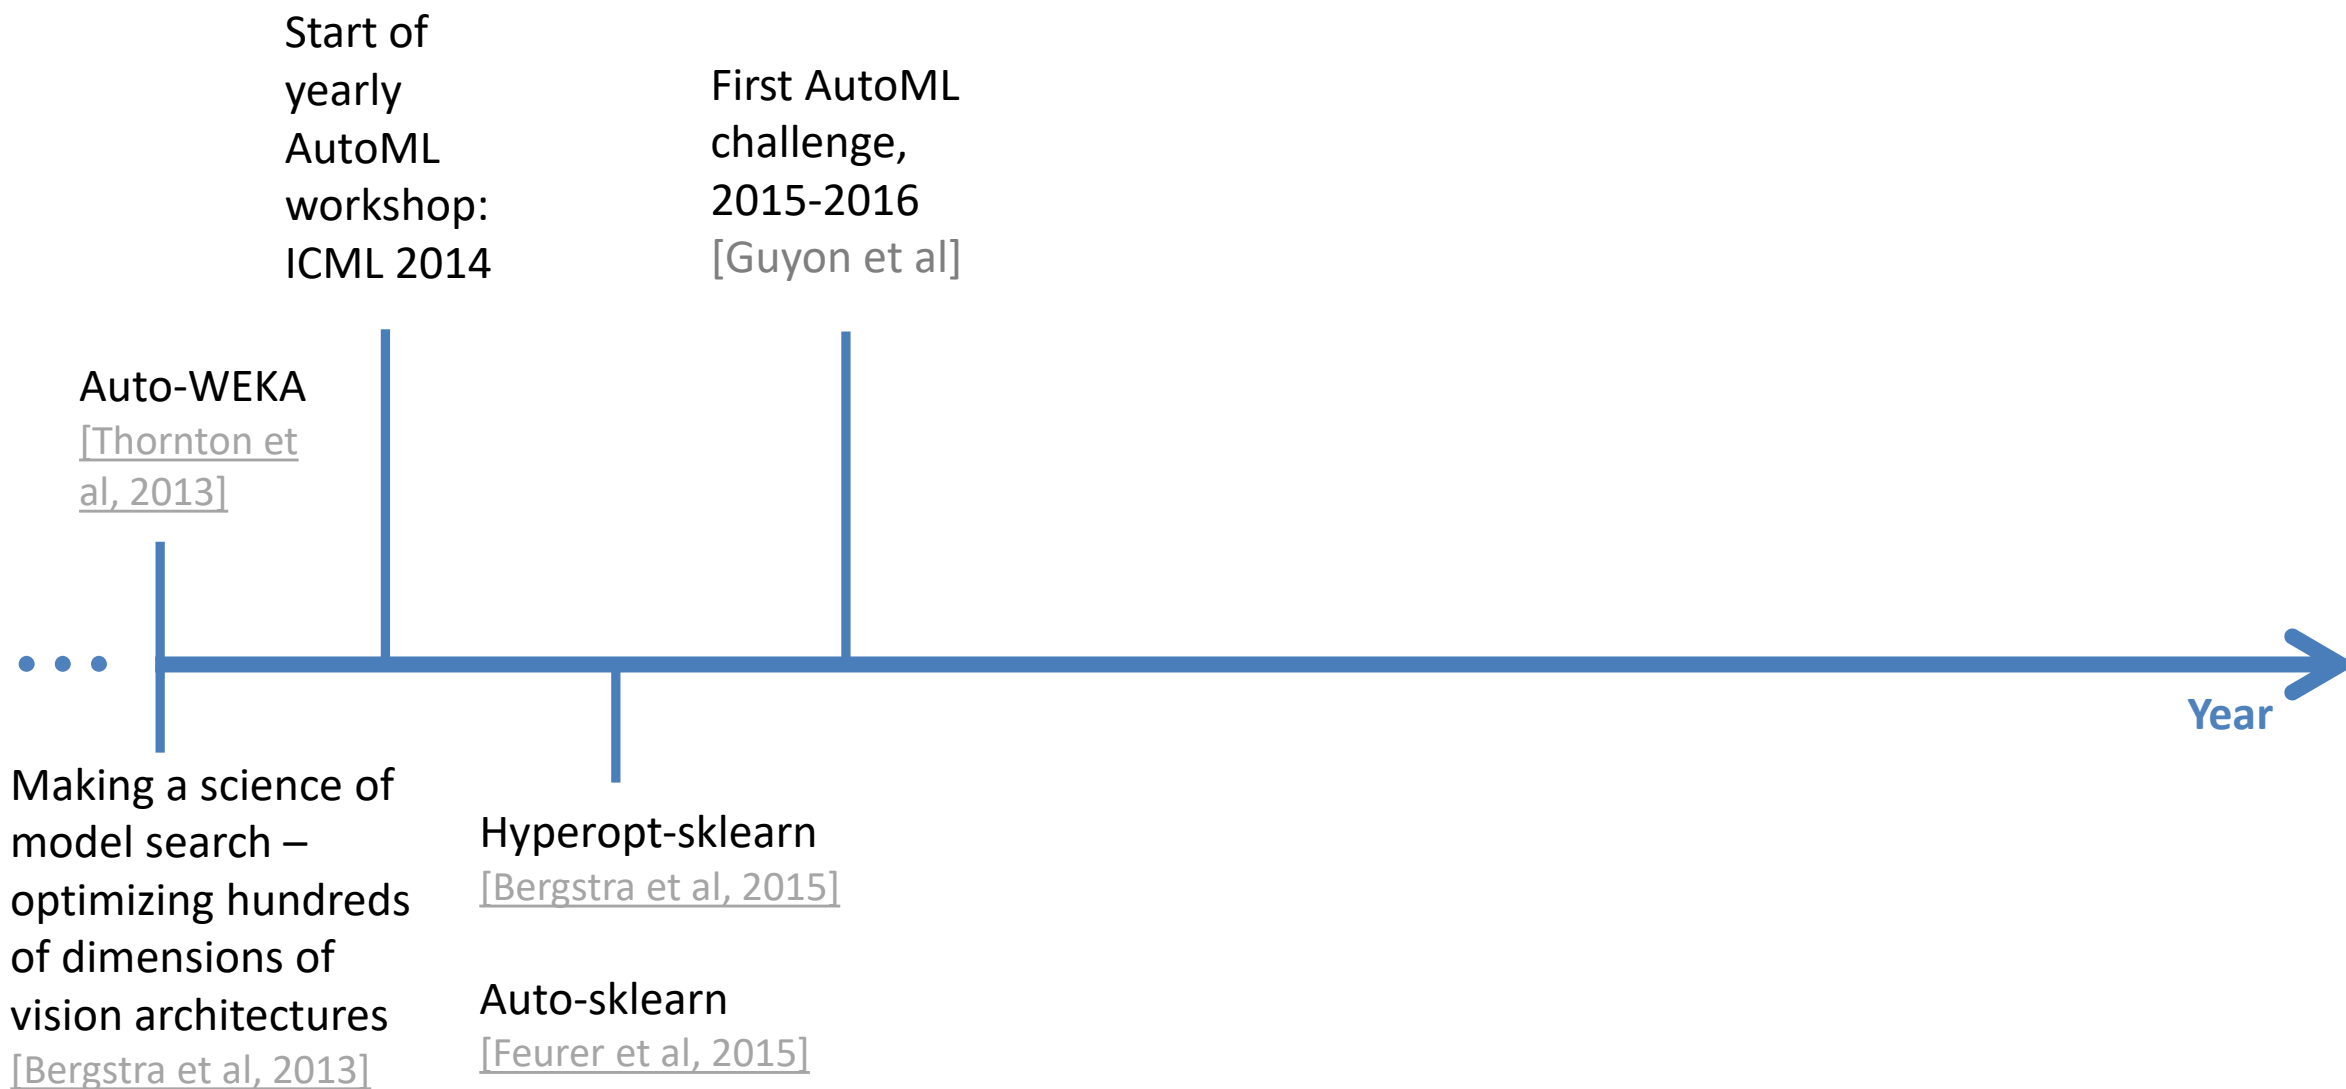 Start of
yearly
AutoML
workshop:
ICML 2014
First AutoML
challenge,
2015-2016
[Guyon et al]
Auto-WEKA
[Thornton et
al, 2013]
Year
Making a science of
model search –
optimizing hundreds
of dimensions of
vision architectures
[Bergstra et al, 2013]
Hyperopt-sklearn
[Bergstra et al, 2015]
Auto-sklearn
[Feurer et al, 2015]